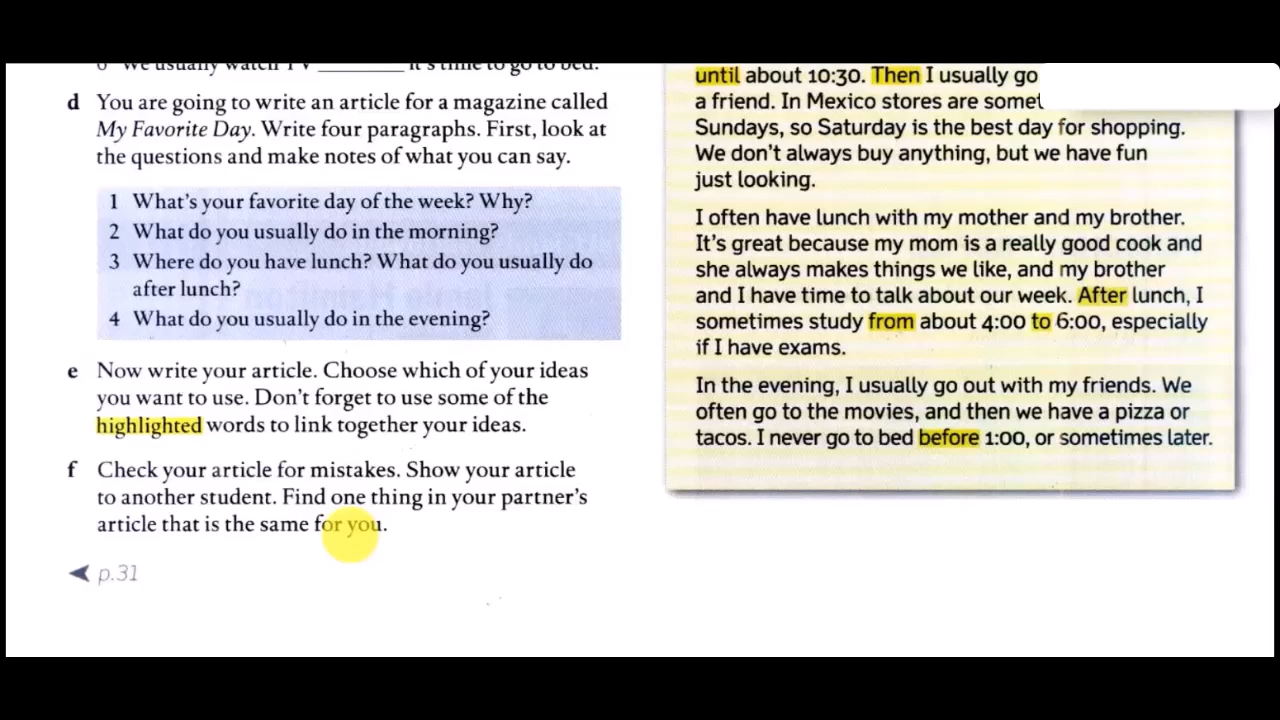 6 We usually watch TV ________ it's time to go to bed.
d You are going to write an article for a magazine called
My Favorite Day. Write four paragraphs. First, look at
the questions and make notes of what you can say.
1 What's your favorite day of the week? Why?
2 What do you usually do in the morning?
3 Where do you have lunch? What do you usually do
after lunch?
4 What do you usually do in the evening?
e Now write your article. Choose which of your ideas
you want to use. Don't forget to use some of the
highlighted words to link together your ideas.
f Check your article for mistakes. Show your article
to another student. Find one thing in your partner's
article that is the same for you.
p.31
until about 10:30. Then I usually go
a friend. In Mexico stores are
Sundays, so Saturday is the best day for shopping.
We don't always buy anything, but we have fun
just looking.
I often have lunch with my mother and my brother.
It's great because my mom is a really good cook and
she always makes things we like, and my brother
and I have time to talk about our week. After lunch, I
sometimes study from about 4:00 to 6:00, especially
if I have exams.
In the evening, I usually go out with my friends. We
often go to the movies, and then we have a pizza or
tacos. I never go to bed before 1:00, or sometimes later.